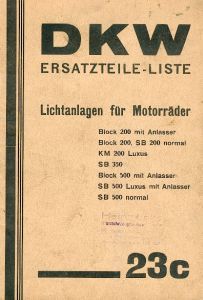 DKW
ERSATZTEILE-LISTE
Lichtanlagen für Motorräder
Block 200 mit Anlasser
Block 200, SB 200 normal
KM 200 Luxus
SB 350
Block 500 mit Anlasser
SB 500 Luxus mit Anlasser
SB 500 normal
23c